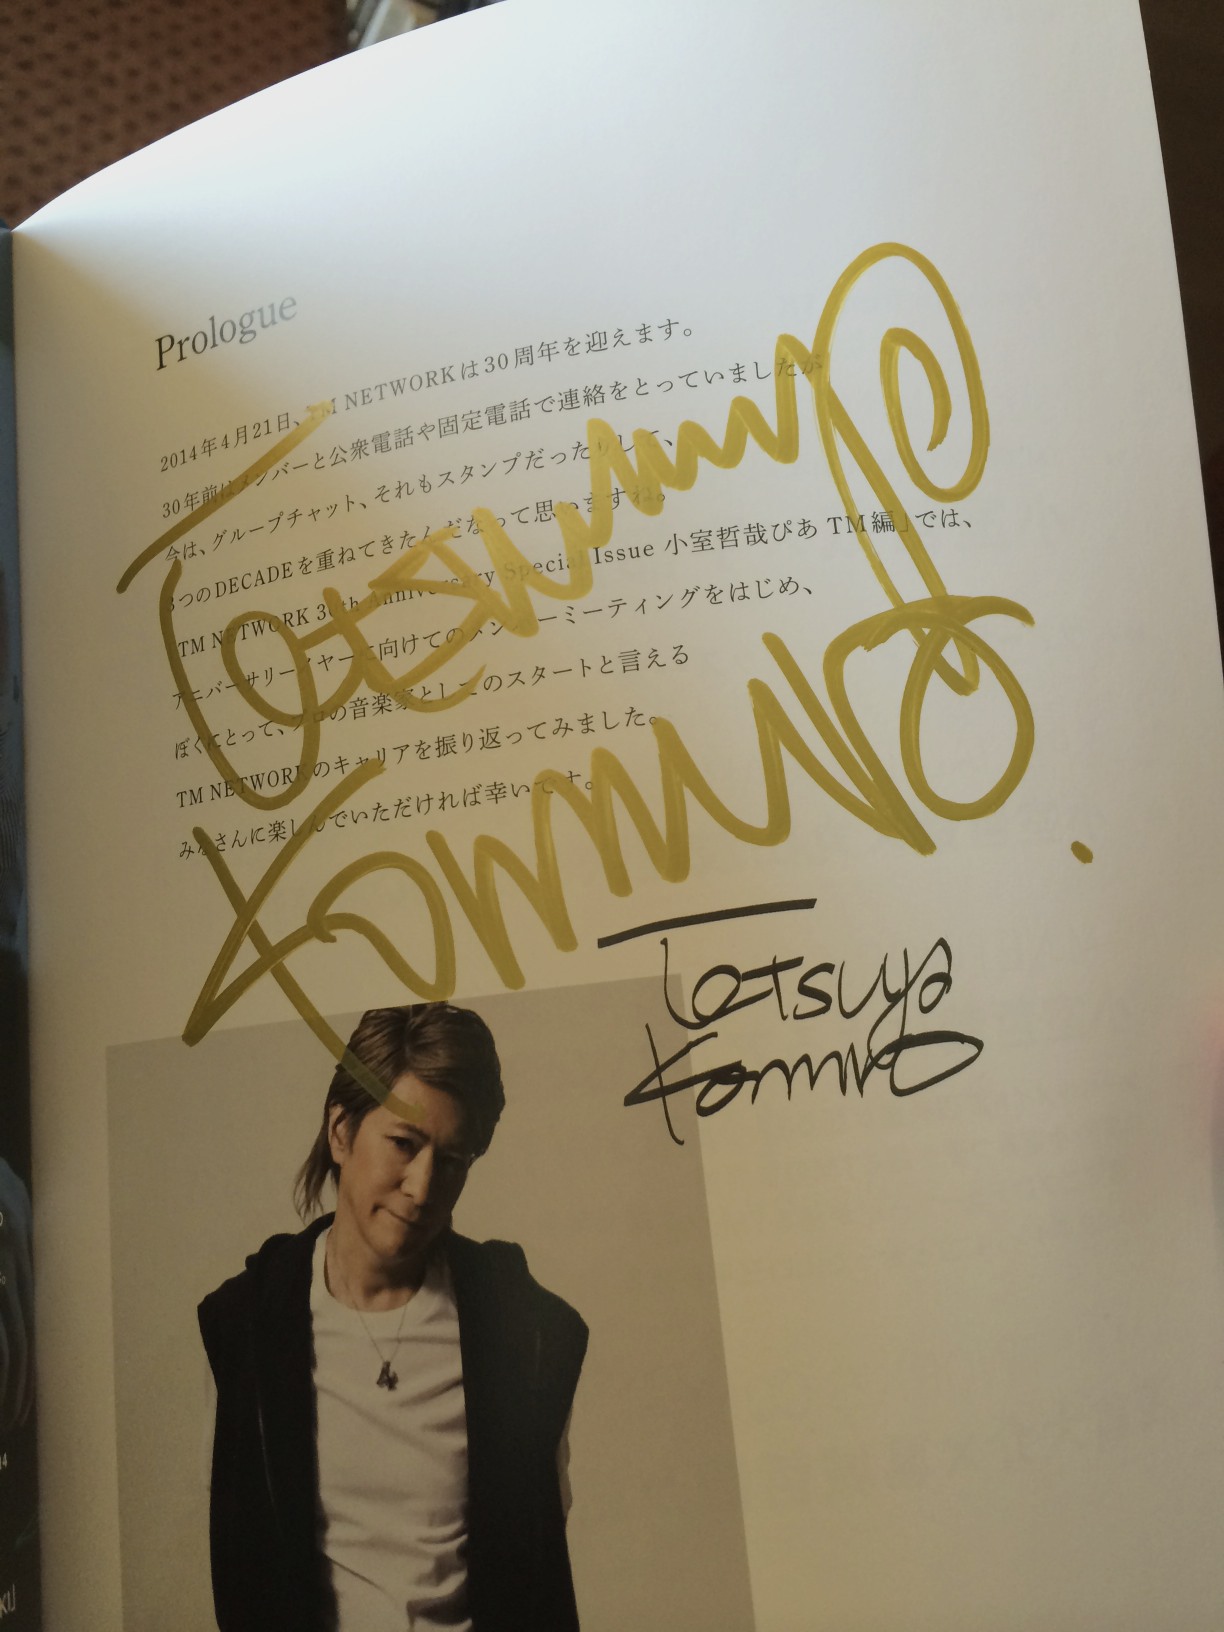 Prologue
2014年4月21日、TM NETWORKは30周年を迎えます。
30年前はメンバーと公衆電話や固定電話で連絡をとっていましたが
今は、グループチャット、それもスタンプだったりして、
3つのDECADEを重ねてきたんだなって思いますね。
「TM NETWORK 30th Anniversary Special Issue 小室哲哉ぴあ TM編」では、
アニバーサリーイヤーに向けてのメンバーミーティングをはじめ、
ぼくにとって、プロの音楽家としてのスタートと言える
TM NETWORKのキャリアを振り返ってみました。
みなさんに楽しんでいただければ幸いです。
Tetsuya
Komuro.
Tetsuya
Komuro